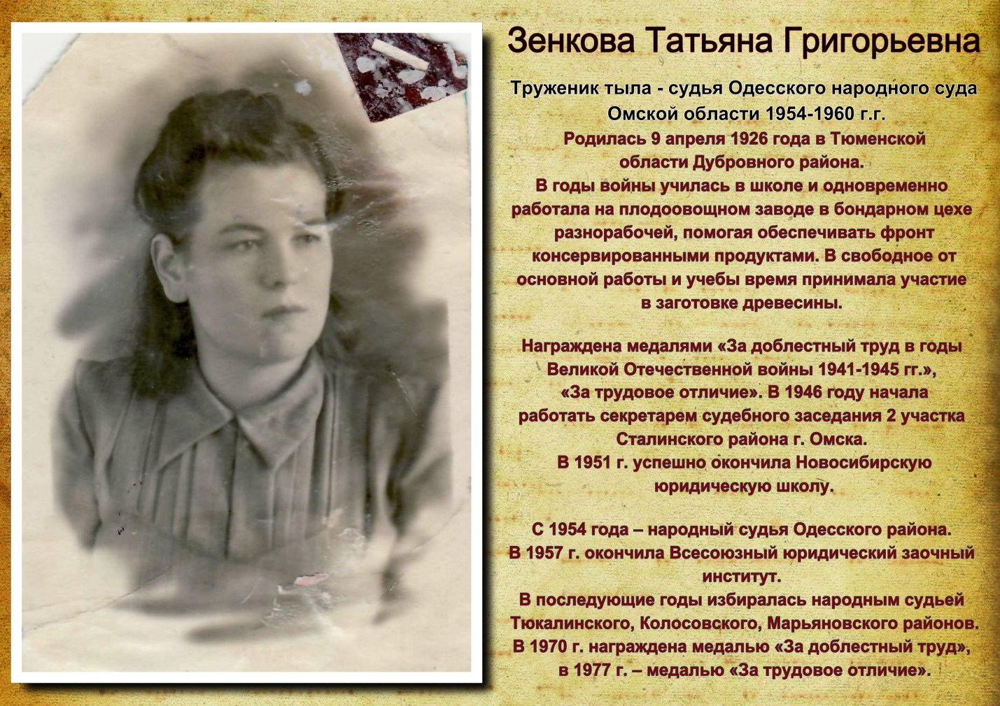 Зенкова Татьяна Григорьевна
Труженик тыла - судья Одесского народного суда
Омской области 1954-1960 г.г.
Родилась 9 апреля 1926 года в Тюменской
области Дубровного района.
В годы войны училась в школе и одновременно
работала на плодоовощном заводе в бондарном цехе
разнорабочей, помогая обеспечивать фронт
консервированными продуктами. В свободное от
основной работы и учебы время принимала участие
в заготовке древесины.
Награждена медалями «За доблестный труд в годы
Великой Отечественной войны 1941-1945 гг.»,
«За трудовое отличие». В 1946 году начала
работать секретарем судебного заседания 2 участка
Сталинского района г. Омска.
В 1951 г. успешно окончила Новосибирскую
юридическую школу.
С 1954 года – народный судья Одесского района.
В 1957 г. окончила Всесоюзный юридический заочный
институт.
В последующие годы избиралась народным судьей
Тюкалинского, Колосовского, Марьяновского районов.
В 1970 г. награждена медалью «За доблестный труд»,
в 1977 г. – медалью «За трудовое отличие».